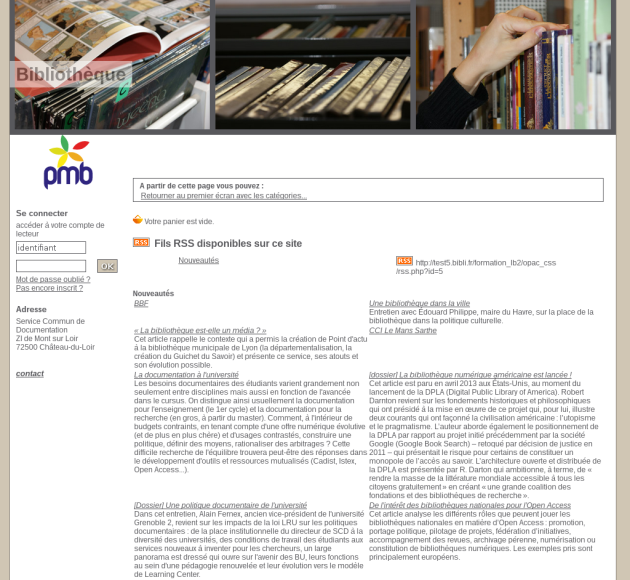 Bibliothèque
pmb
A partir de cette page vous pouvez :
Retourner au premier écran avec les catégories...
Votre panier est vide.
RSS Fils RSS disponibles sur ce site
Nouveautés
RSS http://test5.bibli.fr/formation_lb2/opac_css
/rss.php?id=5
Se connecter
accéder à votre compte de
lecteur
identifiant
OK
Mot de passe oublié ?
Pas encore inscrit ?
Adresse
Service Commun de
Documentation
ZI de Mont sur Loir
72500 Château-du-Loir
contact
Nouveautés
BBF
Une bibliothèque dans la ville
Entretien avec Edouard Philippe, maire du Havre, sur la place de la
bibliothèque dans la politique culturelle.
« La bibliothèque est-elle un média ? »
Cet article rappelle le contexte qui a permis la création de Point d'actu
à la bibliothèque municipale de Lyon (la départementalisation, la
création du Guichet du Savoir) et présente ce service, ses atouts et
son évolution possible.
CCI Le Mans Sarthe
La documentation à l'université
Les besoins documentaires des étudiants varient grandement non
seulement entre disciplines mais aussi en fonction de l'avancée
dans le cursus. On distingue ainsi usuellement la documentation
pour l'enseignement (le 1er cycle) et la documentation pour la
recherche (en gros, à partir du master). Comment, à l'intérieur de
budgets contraints, en tenant compte d'une offre numérique évolutive
(et de plus en plus chère) et d'usages contrastés, construire une
politique, définir des moyens, rationaliser des arbitrages ? Cette
difficile recherche de l'équilibre trouvera peut-être des réponses dans
le développement d'outils et ressources mutualisés (Cadist, Istex,
Open Access...).
[dossier] La bibliothèque numérique américaine est lancée !
Cet article est paru en avril 2013 aux États-Unis, au moment du
lancement de la DPLA (Digital Public Library of America). Robert
Darnton revient sur les fondements historiques et philosophiques
qui ont présidé à la mise en œuvre de ce projet qui, pour lui, illustre
deux courants qui ont façonné la civilisation américaine : l'utopisme
et le pragmatisme. L'auteur aborde également le positionnement de
la DPLA par rapport au projet initié précédemment par la société
Google (Google Book Search) – retoqué par décision de justice en
2011 – qui présentait le risque pour certains de constituer un
monopole de l'accès au savoir. L'architecture ouverte et distribuée de
la DPLA est présentée par R. Darton qui ambitionne, à terme, de «
rendre la masse de la littérature mondiale accessible à tous les
citoyens gratuitement » en créant « une grande coalition des
fondations et des bibliothèques de recherche ».
[Dossier] Une politique documentaire de l'université
Dans cet entretien, Alain Fernex, ancien vice-président de l'université
Grenoble 2, revient sur les impacts de la loi LRU sur les politiques
documentaires : de la place institutionnelle du directeur de SCD à la
diversité des universités, des conditions de travail des étudiants aux
services nouveaux à inventer pour les chercheurs, un large
panorama est dressé qui ouvre sur l'avenir des BU, leurs fonctions
au sein d'une pédagogie renouvelée et leur évolution vers le modèle
de Learning Center.
De l'intérêt des bibliothèques nationales pour l'Open Access
Cet article analyse les différents rôles que peuvent jouer les
bibliothèques nationales en matière d'Open Access : promotion,
portage politique, pilotage de projets, fédération d'initiatives,
accompagnement des revues, archivage pérenne, numérisation ou
constitution de bibliothèques numériques. Les exemples pris sont
principalement européens.